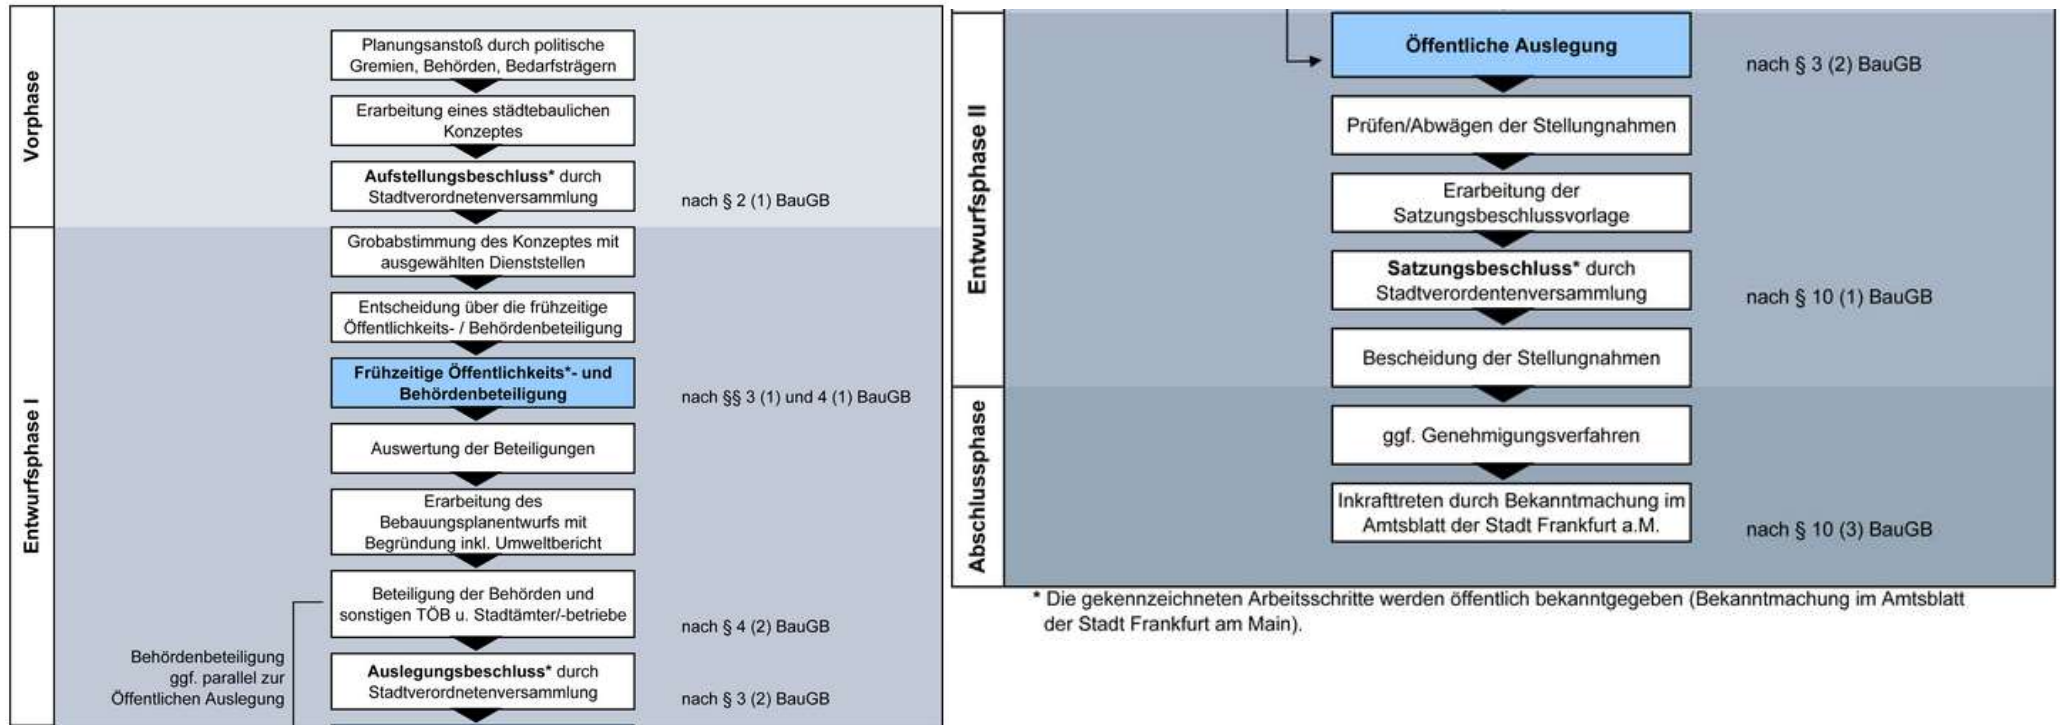 Vorphase
Planungsanstoß durch politische
Gremien, Behörden, Bedarfsträgern
Erarbeitung eines städtebaulichen
Konzeptes
Aufstellungsbeschluss* durch
Stadtverordnetenversammlung
nach § 2 (1) BauGB
Entwurfsphase I
Grobabstimmung des Konzeptes mit
ausgewählten Dienststellen
Entscheidung über die frühzeitige
Öffentlichkeits- / Behördenbeteiligung
Frühzeitige Öffentlichkeits*- und
Behördenbeteiligung
nach §§ 3 (1) und 4 (1) BauGB
Auswertung der Beteiligungen
Erarbeitung des
Bebauungsplanentwurfs mit
Begründung inkl. Umweltbericht
Beteiligung der Behörden und
sonstigen TÖB u. Stadtämter/-betriebe
nach § 4 (2) BauGB
Behördenbeteiligung
ggf. parallel zur
Öffentlichen Auslegung
Auslegungsbeschluss* durch
Stadtverordnetenversammlung
nach § 3 (2) BauGB
Entwurfsphase II
Öffentliche Auslegung
nach § 3 (2) BauGB
Prüfen/Abwägen der Stellungnahmen
Erarbeitung der
Satzungsbeschlussvorlage
Satzungsbeschluss* durch
Stadtverordentenversammlung
nach § 10 (1) BauGB
Bescheidung der Stellungnahmen
Abschlussphase
ggf. Genehmigungsverfahren
Inkrafttreten durch Bekanntmachung im
Amtsblatt der Stadt Frankfurt a.M.
nach § 10 (3) BauGB
* Die gekennzeichneten Arbeitsschritte werden öffentlich bekanntgegeben (Bekanntmachung im Amtsblatt
der Stadt Frankfurt am Main).